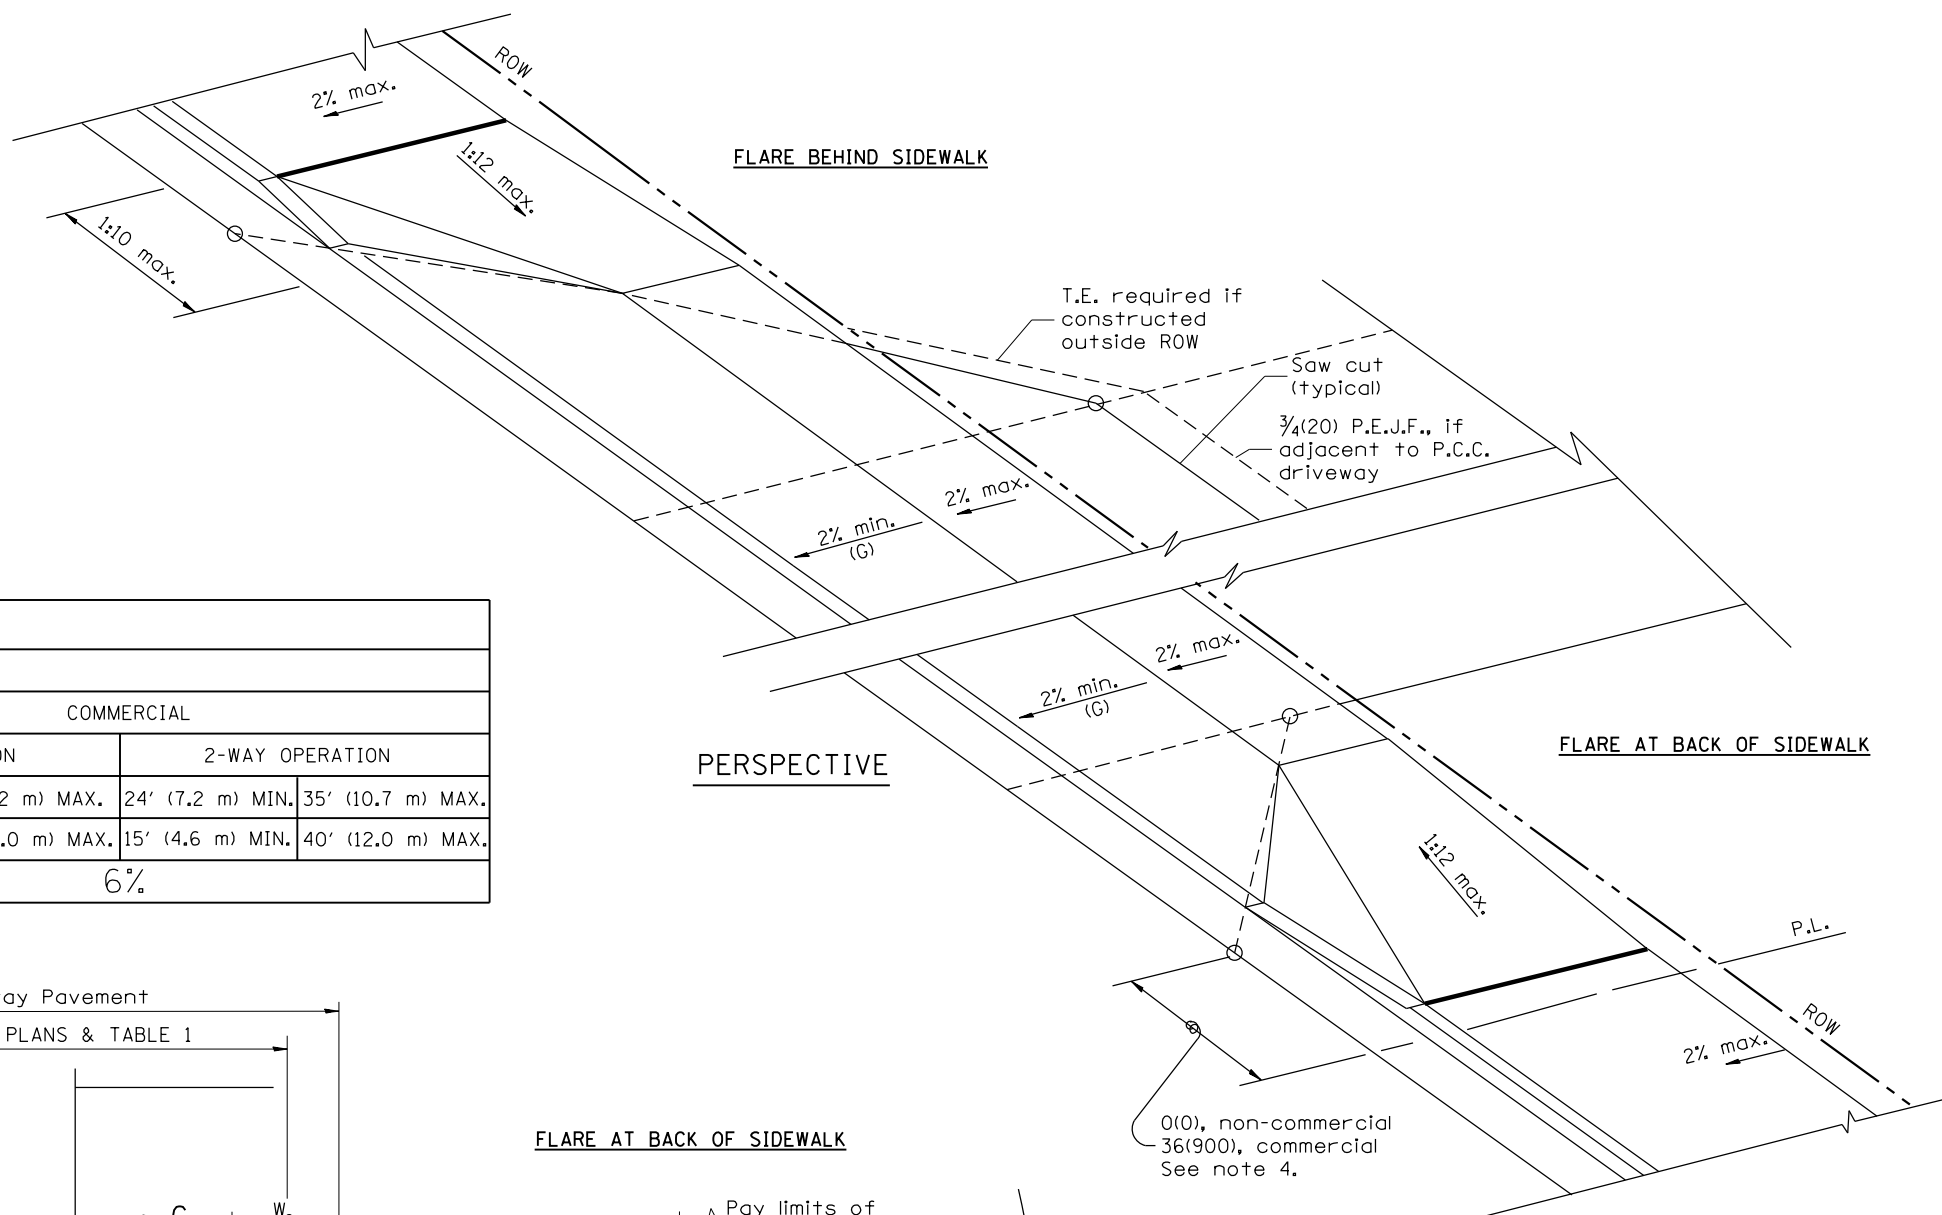 ROW
2% max.
1:12 max.
FLARE BEHIND SIDEWALK
1:10 max.
T.E. required if
constructed
outside ROW
Saw cut
(typical)
¾(20) P.E.J.F., if
adjacent to P.C.C.
driveway
2% max.
2% min.
(G)
2% max.
2% min.
(G)
PERSPECTIVE
FLARE AT BACK OF SIDEWALK
COMMERCIAL
ON
2-WAY OPERATION
2 m) MAX.
24' (7.2 m) MIN.
35' (10.7 m) MAX.
.0 m) MAX.
15' (4.6 m) MIN.
40' (12.0 m) MAX.
6%
1:12 max.
P.L.
ROW
2% max.
ay Pavement
PLANS & TABLE 1
0(0), non-commercial
36(900), commercial
See note 4.
FLARE AT BACK OF SIDEWALK
W.
Pay limits of